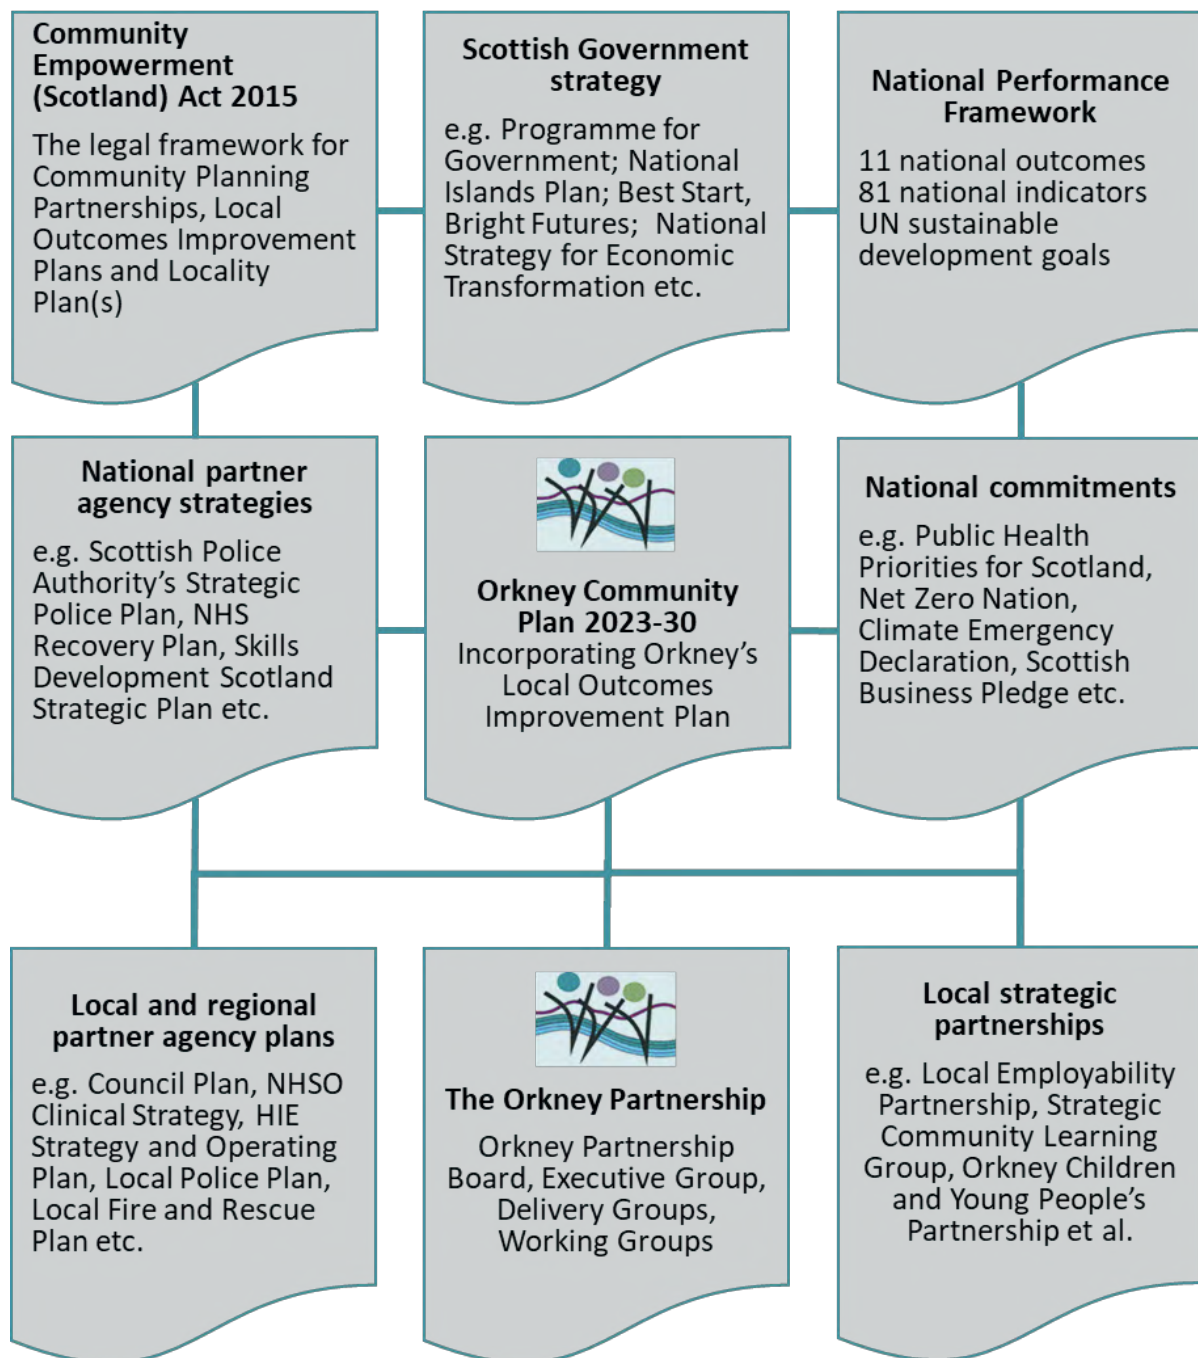 Community
Empowerment
(Scotland) Act 2015
The legal framework for
Community Planning
Partnerships, Local
Outcomes Improvement
Plans and Locality
Plan(s)
Scottish Government
strategy
e.g. Programme for
Government; National
Islands Plan; Best Start,
Bright Futures; National
Strategy for Economic
Transformation etc.
National Performance
Framework
11 national outcomes
81 national indicators
UN sustainable
development goals
National partner
agency strategies
e.g. Scottish Police
Authority’s Strategic
Police Plan, NHS
Recovery Plan, Skills
Development Scotland
Strategic Plan etc.
Orkney Community
Plan 2023-30
Incorporating Orkney’s
Local Outcomes
Improvement Plan
National commitments
e.g. Public Health
Priorities for Scotland,
Net Zero Nation,
Climate Emergency
Declaration, Scottish
Business Pledge etc.
Local and regional
partner agency plans
e.g. Council Plan, NHSO
Clinical Strategy, HIE
Strategy and Operating
Plan, Local Police Plan,
Local Fire and Rescue
Plan etc.
The Orkney Partnership
Orkney Partnership
Board, Executive Group,
Delivery Groups,
Working Groups
Local strategic
partnerships
e.g. Local Employability
Partnership, Strategic
Community Learning
Group, Orkney Children
and Young People’s
Partnership et al.